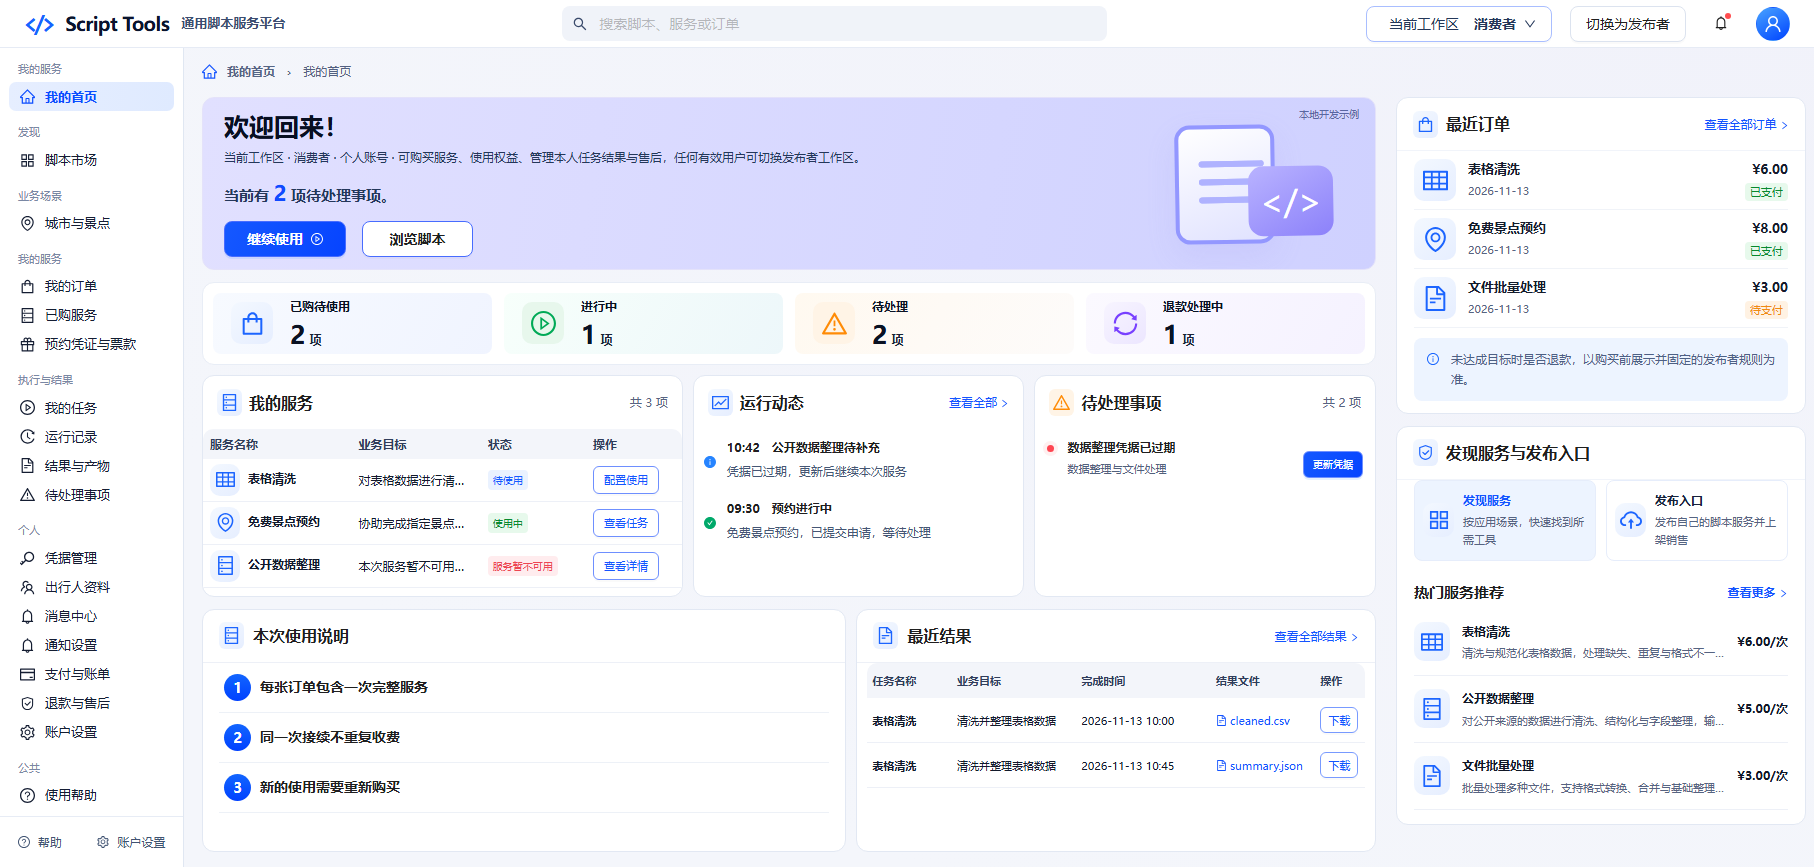 Script Tools 通用脚本服务平台
搜索脚本、服务或订单
当前工作区 消费者
切换为发布者
我的服务
我的首页
发现
脚本市场
业务场景
城市与景点
我的服务
我的订单
已购服务
预约凭证与票款
执行与结果
我的任务
运行记录
结果与产物
待处理事项
个人
凭据管理
出行人资料
消息中心
通知设置
支付与账单
退款与售后
账户设置
公共
使用帮助
帮助 账户设置
我的首页 › 我的首页
本地开发示例
欢迎回来！
当前工作区 · 消费者 · 个人账号 · 可购买服务、使用权益、管理本人任务结果与售后，任何有效用户可切换发布者工作区。
当前有 2 项待处理事项。
继续使用
浏览脚本
</>
已购待使用
2 项
进行中
1 项
待处理
2 项
退款处理中
1 项
我的服务 共 3 项
服务名称 业务目标 状态 操作
表格清洗 对表格数据进行清... 待使用 配置使用
免费景点预约 协助完成指定景点... 使用中 查看任务
公开数据整理 本次服务暂不可用... 服务暂不可用 查看详情
运行动态 查看全部 >
10:42 公开数据整理待补充
凭据已过期，更新后继续本次服务
09:30 预约进行中
免费景点预约，已提交申请，等待处理
待处理事项 共 2 项
数据整理凭据已过期
数据整理与文件处理
更新凭据
本次使用说明
1 每张订单包含一次完整服务
2 同一次接续不重复收费
3 新的使用需要重新购买
最近结果 查看全部结果 >
任务名称 业务目标 完成时间 结果文件 操作
表格清洗 清洗并整理表格数据 2026-11-13 10:00 cleaned.csv 下载
表格清洗 清洗并整理表格数据 2026-11-13 10:45 summary.json 下载
最近订单 查看全部订单 >
表格清洗 ¥6.00
2026-11-13 已支付
免费景点预约 ¥8.00
2026-11-13 已支付
文件批量处理 ¥3.00
2026-11-13 待支付
未达成目标时是否退款，以购买前展示并固定的发布者规则为
准。
发现服务与发布入口
发现服务
按应用场景，快速找到所
需工具
发布入口
发布自己的脚本服务并上
架销售
热门服务推荐 查看更多 >
表格清洗
清洗与规范化表格数据，处理缺失、重复与格式不一...
¥6.00/次
公开数据整理
对公开来源的数据进行清洗、结构化与字段整理，输...
¥5.00/次
文件批量处理
批量处理多种文件，支持格式转换、合并与基础整理...
¥3.00/次